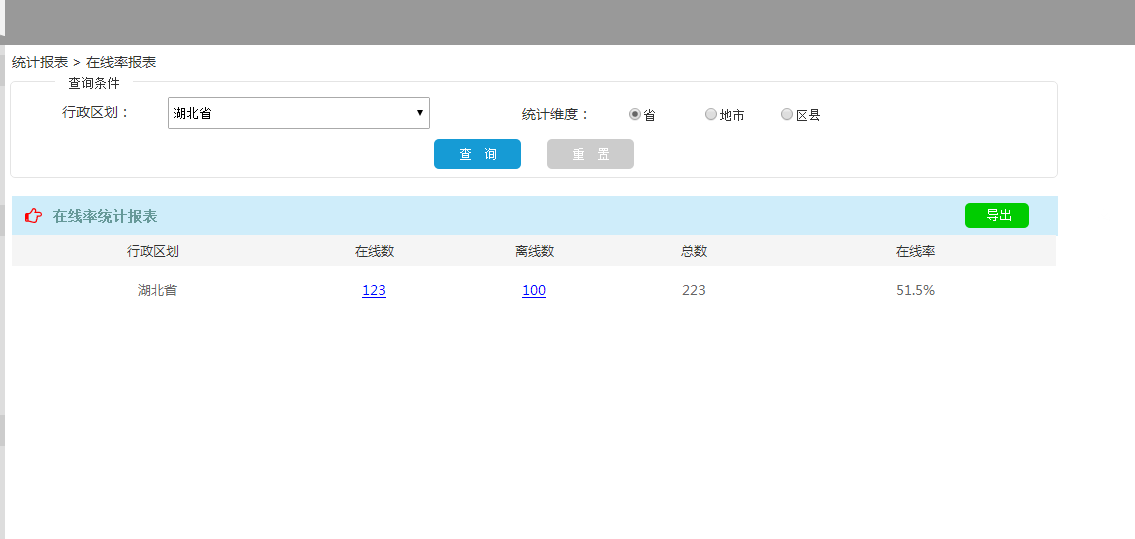 统计报表 > 在线率报表
查询条件
行政区划： 湖北省 统计维度： 省 地市 区县
查 询 重 置
在线率统计报表 导出
行政区划 在线数 离线数 总数 在线率
湖北省 123 100 223 51.5%